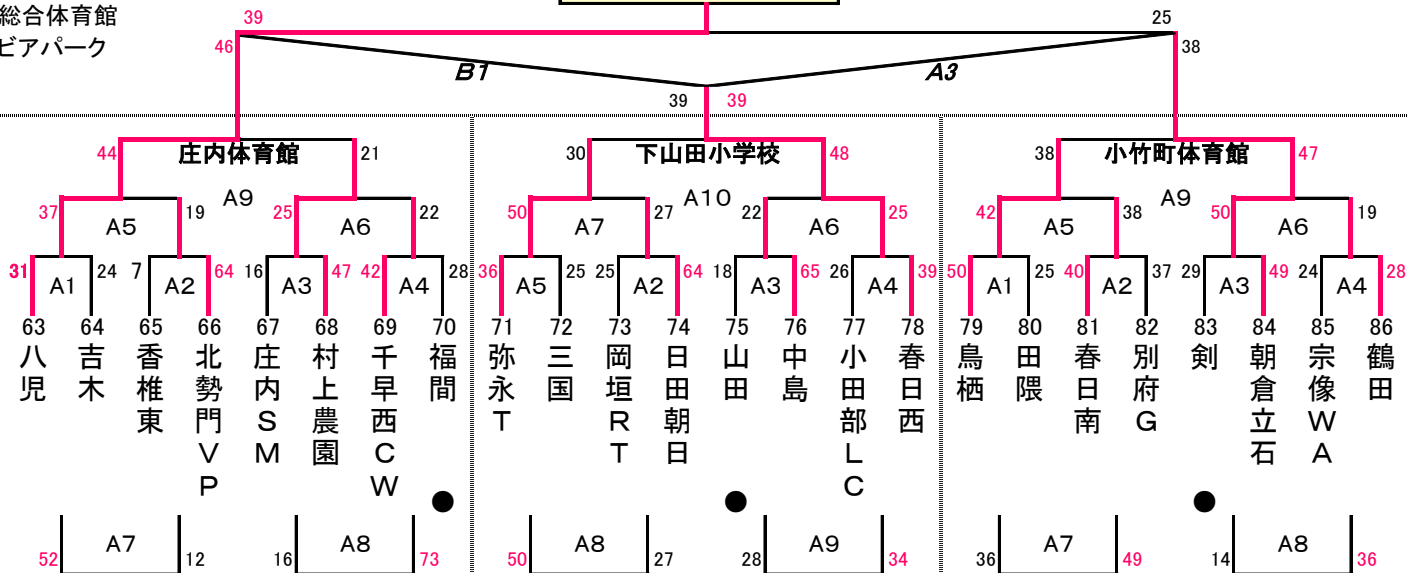 総合体育館
ビアパーク
39 25
46 38
B1 A3
39 39
44 庄内体育館 21 30 下山田小学校 48 38 小竹町体育館 47
A9 A10 A9
37 19 25 22 50 27 22 25 42 38 50 19
A5 A6 A7 A6 A5 A6
31 24 7 64 16 47 42 28 36 25 25 64 18 65 26 39 50 25 40 37 29 49 24 28
A1 A2 A3 A4 A5 A2 A3 A4 A1 A2 A3 A4
63 八児
64 吉木
65 香椎東
66 北勢門VP
67 庄内SM
68 村上農園
69 千早西CW
70 福間
71 弥永T
72 三国
73 岡垣RT
74 日田朝日
75 山田
76 中島
77 小田部LC
78 春日西
79 鳥栖
80 田隈
81 春日南
82 別府G
83 剣
84 朝倉立石
85 宗像WA
86 鶴田
● ● ●
A7 A8 A8 A9 A7 A8
52 12 16 73 50 27 28 34 36 49 14 36